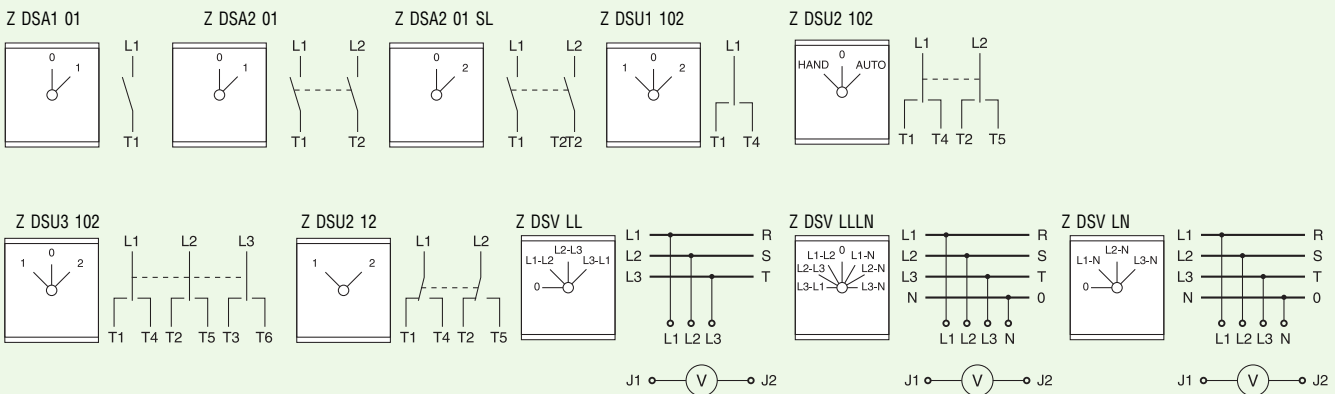 Z DSA1 01
0
1
L1
T1
Z DSA2 01
0
1
L1 L2
T1 T2
Z DSA2 01 SL
0
2
L1 L2
T1 T2T2
Z DSU1 102
0
1 2
L1
T1 T4
Z DSU2 102
0
HAND AUTO
L1 L2
T1 T4 T2 T5
Z DSU3 102
0
1 2
L1 L2 L3
T1 T4 T2 T5 T3 T6
Z DSU2 12
1 2
L1 L2
T1 T4 T2 T5
Z DSV LL
L2-L3
L1-L2 L3-L1
0
L1 R
L2 S
L3 T
L1 L2 L3
J1 V J2
Z DSV LLLN
0
L1-L2 L1-N
L2-L3 L2-N
L3-L1 L3-N
L1 R
L2 S
L3 T
N 0
L1 L2 L3 N
J1 V J2
Z DSV LN
L2-N
L1-N L3-N
0
L1 R
L2 S
L3 T
N 0
L1 L2 L3 N
J1 V J2